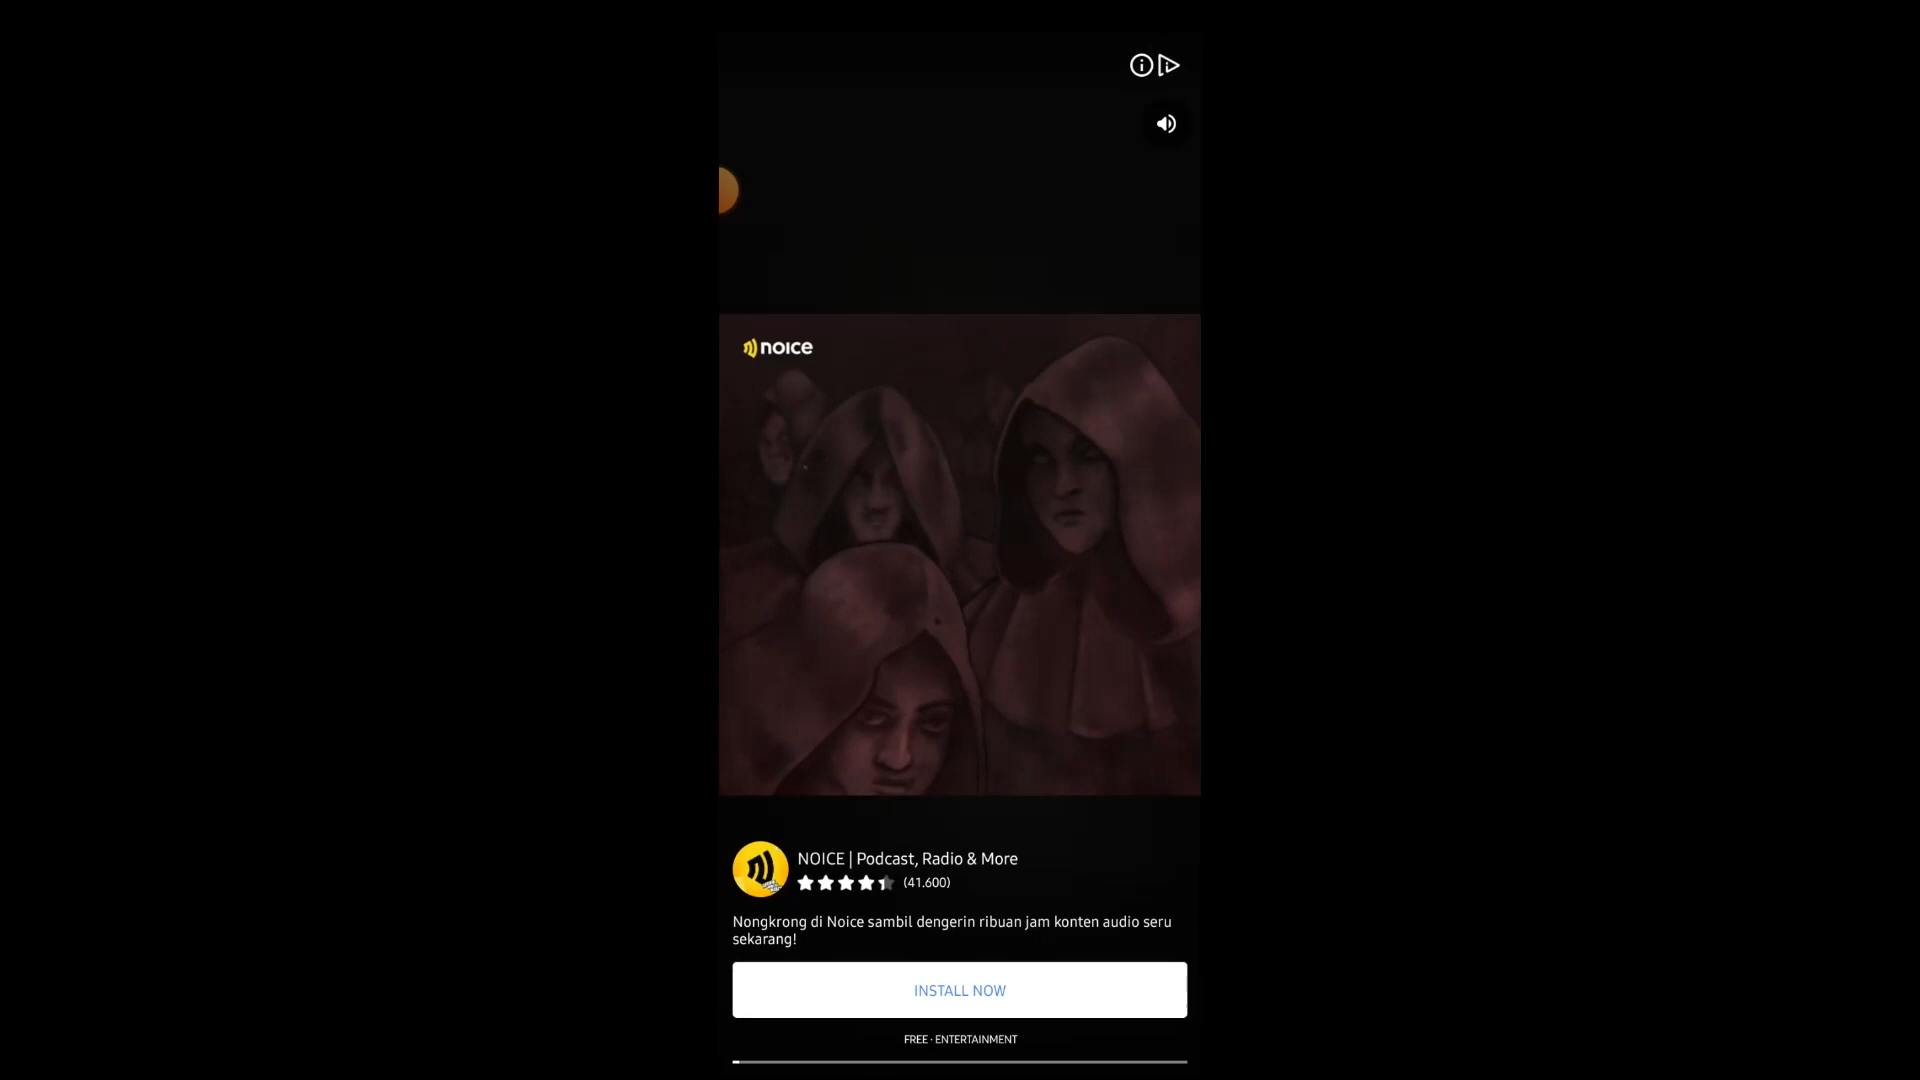 noice
NOICE | Podcast, Radio & More
(41.600)
Nongkrong di Noice sambil dengerin ribuan jam konten audio seru
sekarang!
INSTALL NOW
FREE · ENTERTAINMENT